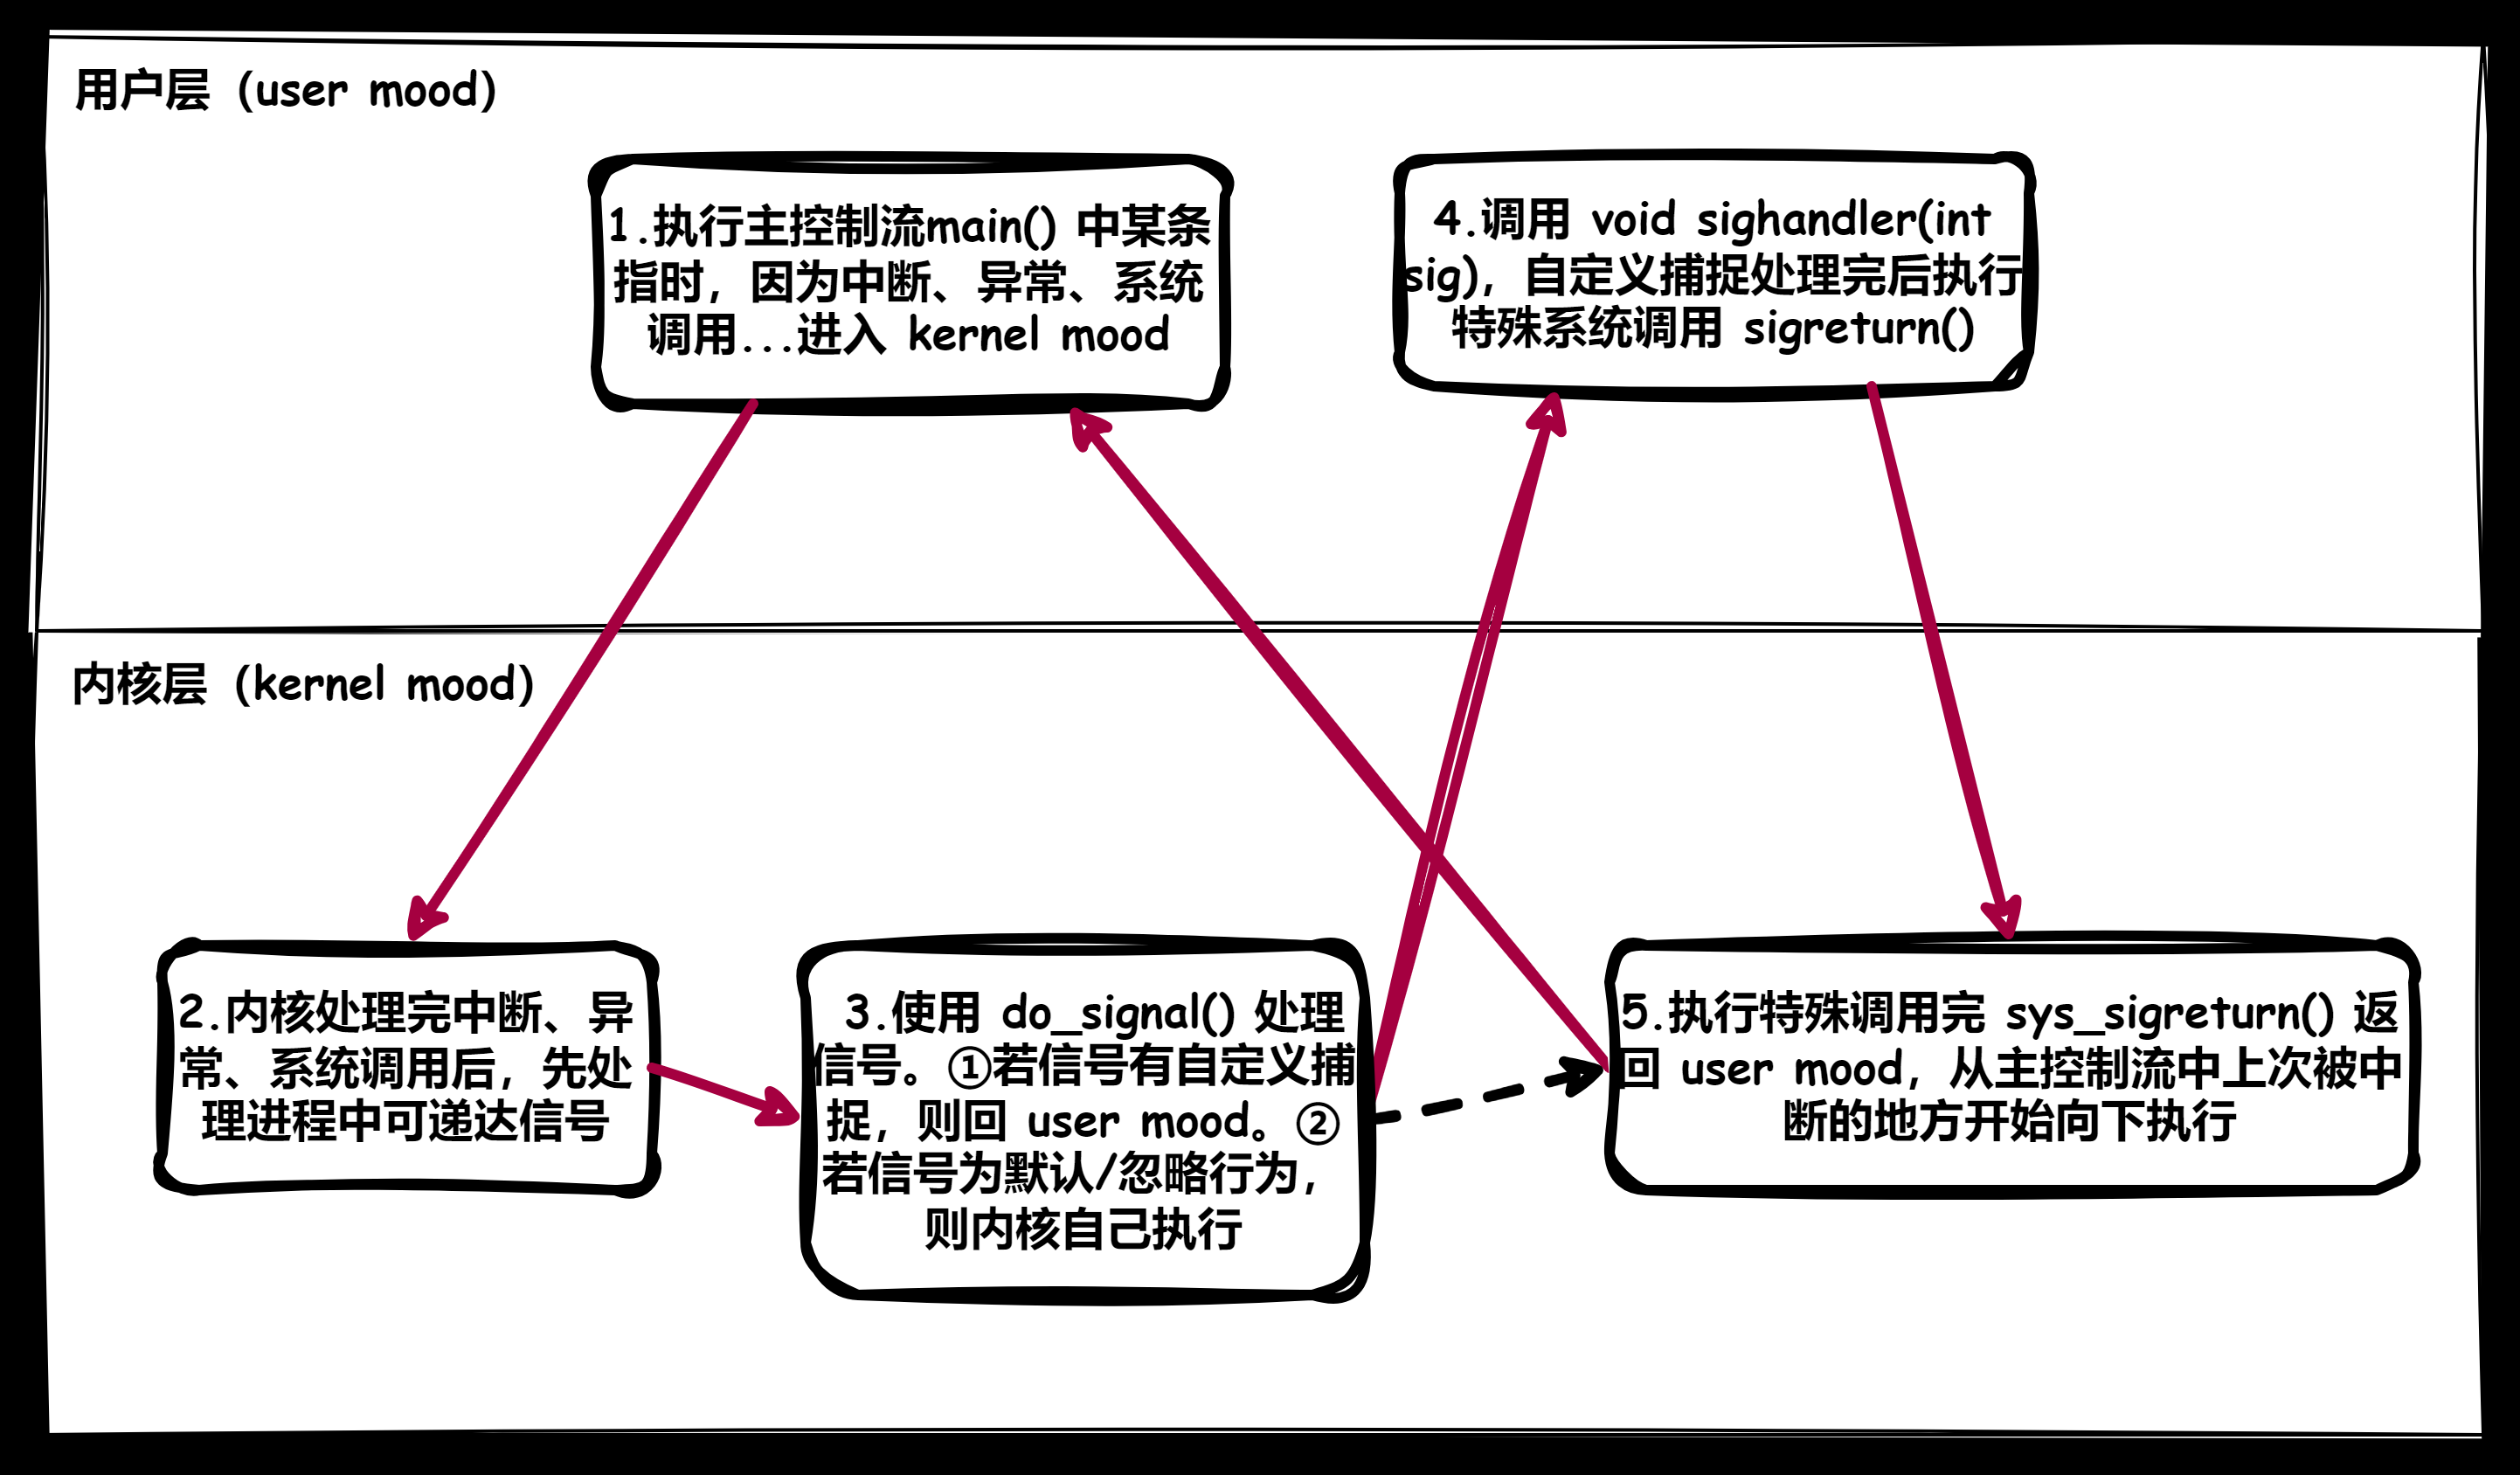 用户层（user mood）
1.执行主控制流main() 中某条
指时，因为中断、异常、系统
调用...进入 kernel mood
4.调用 void sighandler(int
sig)，自定义捕捉处理完后执行
特殊系统调用 sigreturn()
内核层（kernel mood）
2.内核处理完中断、异
常、系统调用后，先处
理进程中可递达信号
3.使用 do_signal() 处理
信号。①若信号有自定义捕
捉，则回 user mood。②
若信号为默认/忽略行为，
则内核自己执行
5.执行特殊调用完 sys_sigreturn() 返
回 user mood，从主控制流中上次被中
断的地方开始向下执行